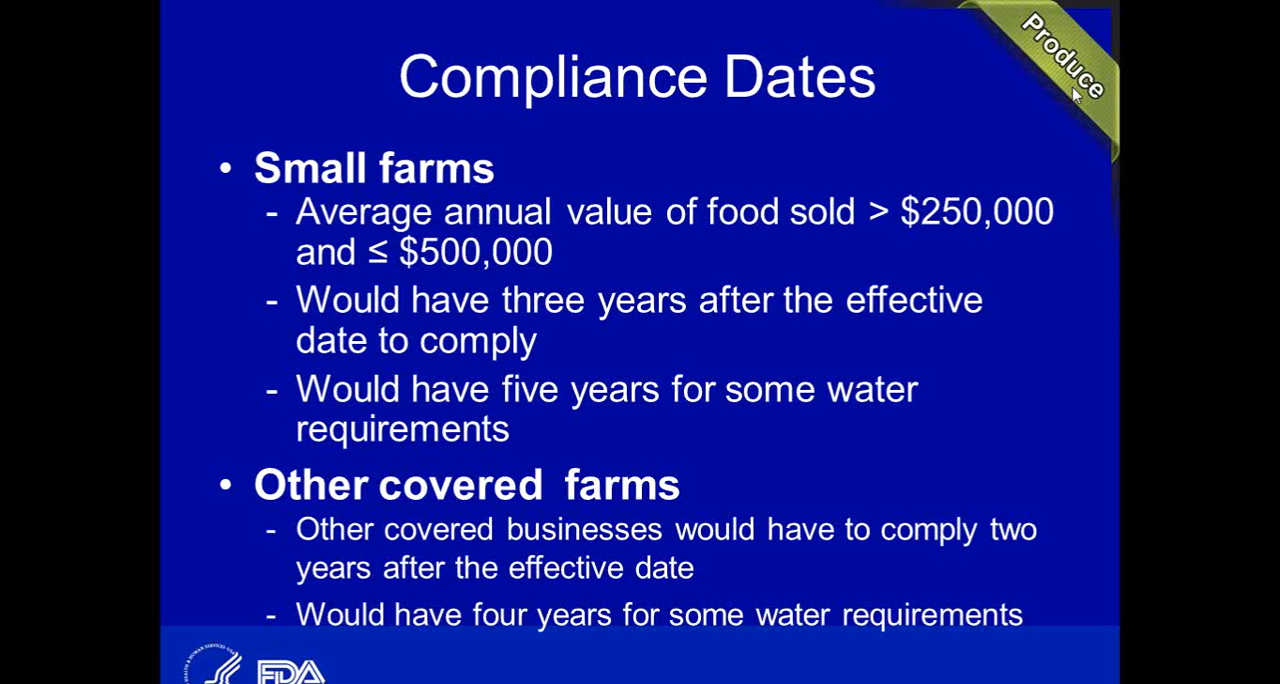 Produce
Compliance Dates
• Small farms
- Average annual value of food sold > $250,000
and ≤ $500,000
- Would have three years after the effective
date to comply
- Would have five years for some water
requirements
• Other covered farms
- Other covered businesses would have to comply two
years after the effective date
- Would have four years for some water requirements
FDA